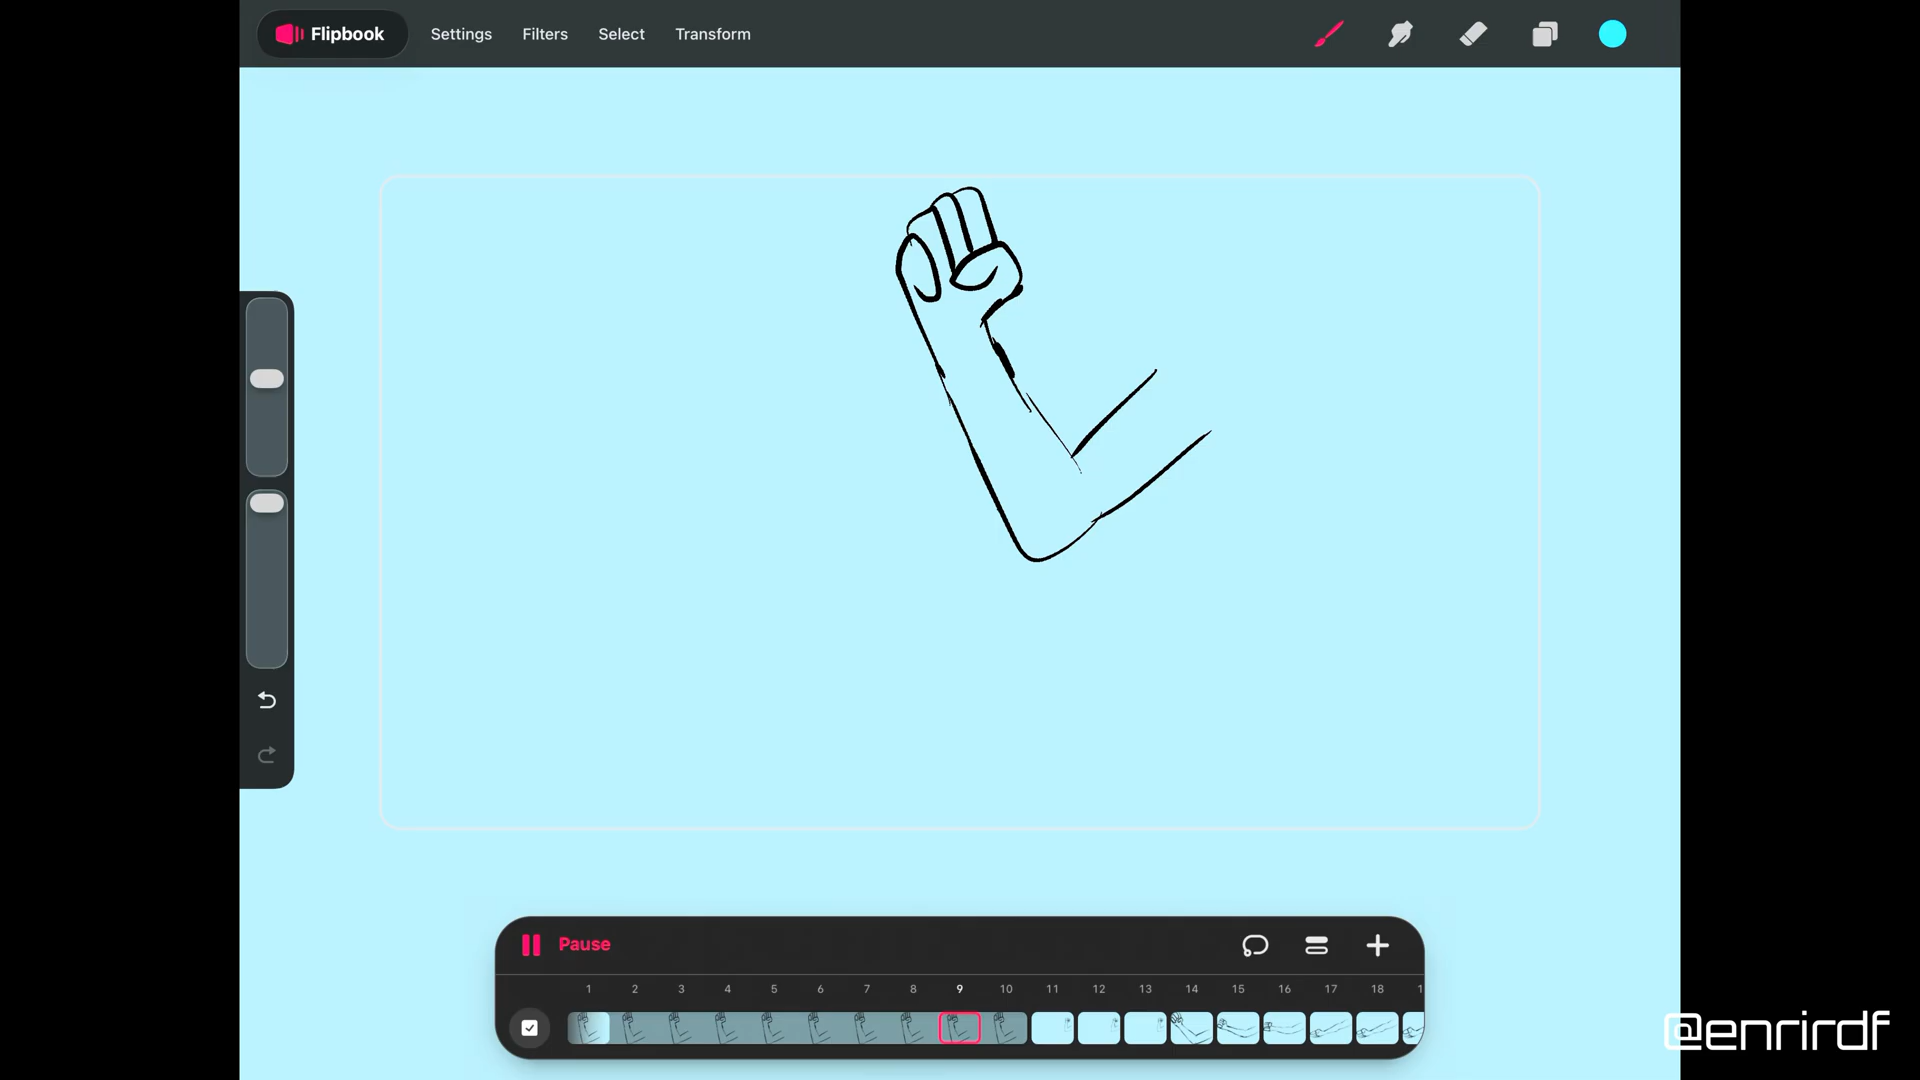 Flipbook Settings Filters Select Transform
Pause
1 2 3 4 5 6 7 8 9 10 11 12 13 14 15 16 17 18
@enrirdf